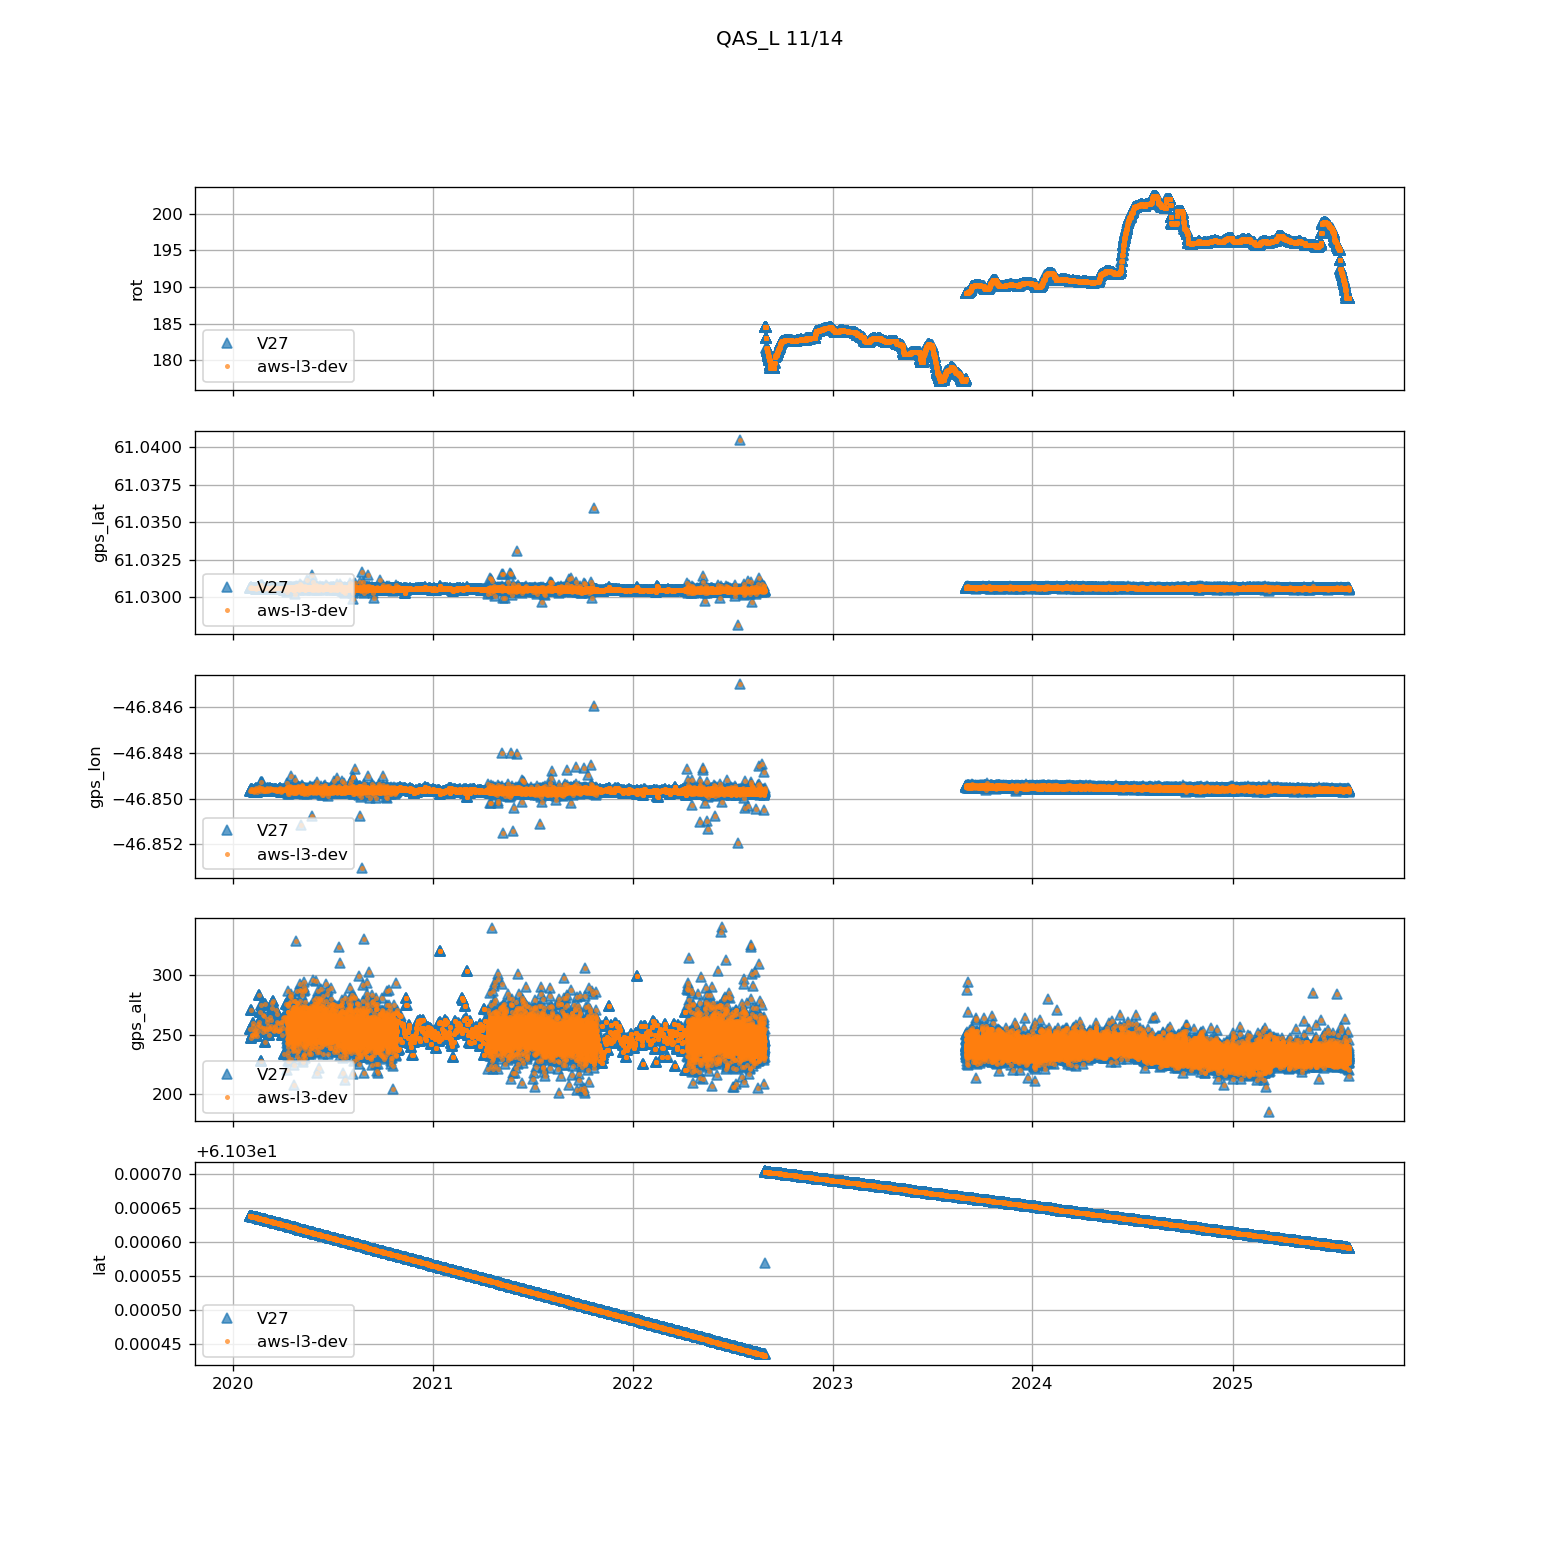 QAS_L 11/14
200
195
190
185
180
rot
V27
aws-l3-dev
61.0400
61.0375
61.0350
61.0325
61.0300
gps_lat
V27
aws-l3-dev
−46.846
−46.848
−46.850
−46.852
gps_lon
V27
aws-l3-dev
300
250
200
gps_alt
V27
aws-l3-dev
+6.103e1
0.00070
0.00065
0.00060
0.00055
0.00050
0.00045
lat
V27
aws-l3-dev
2020 2021 2022 2023 2024 2025